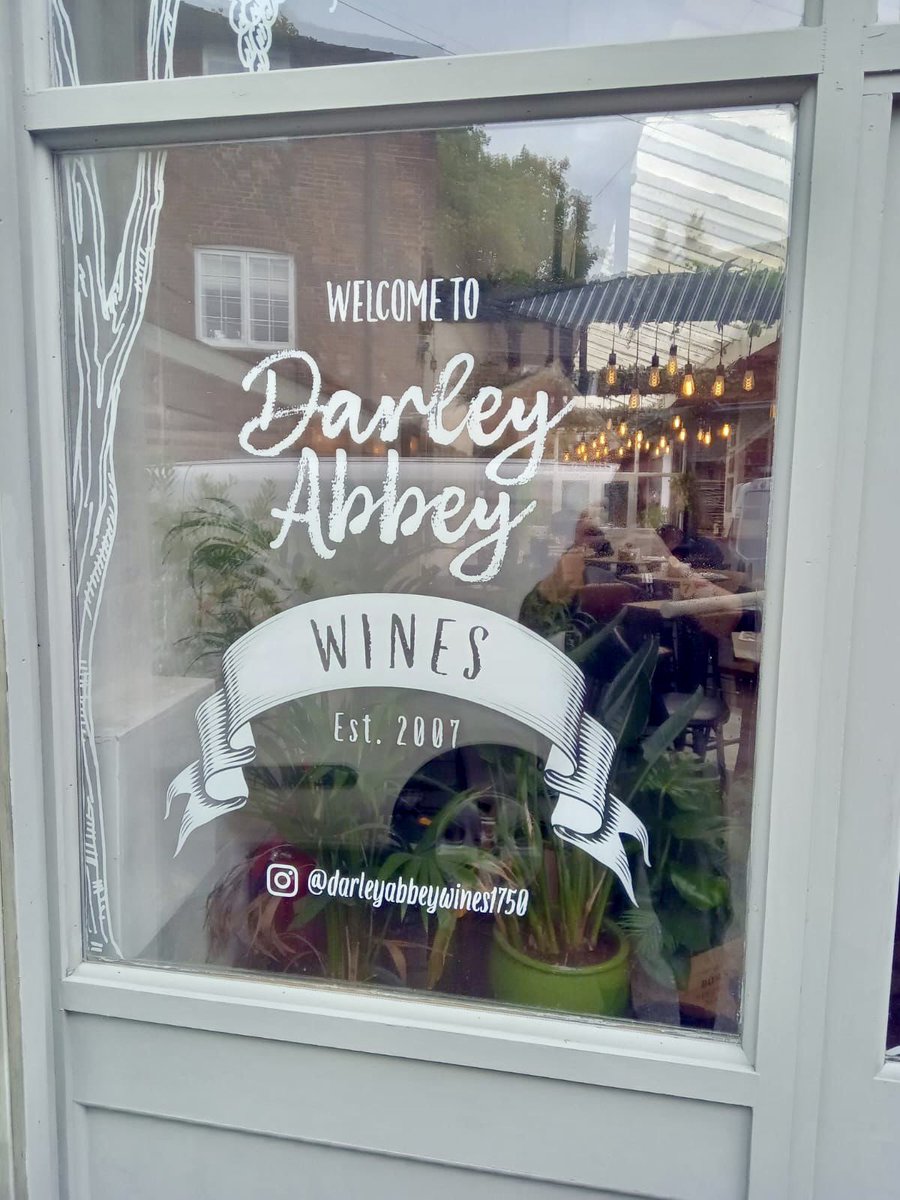 WELCOME TO
Darley
Abbey
WINES
Est. 2007
@darleyabbeywines1750